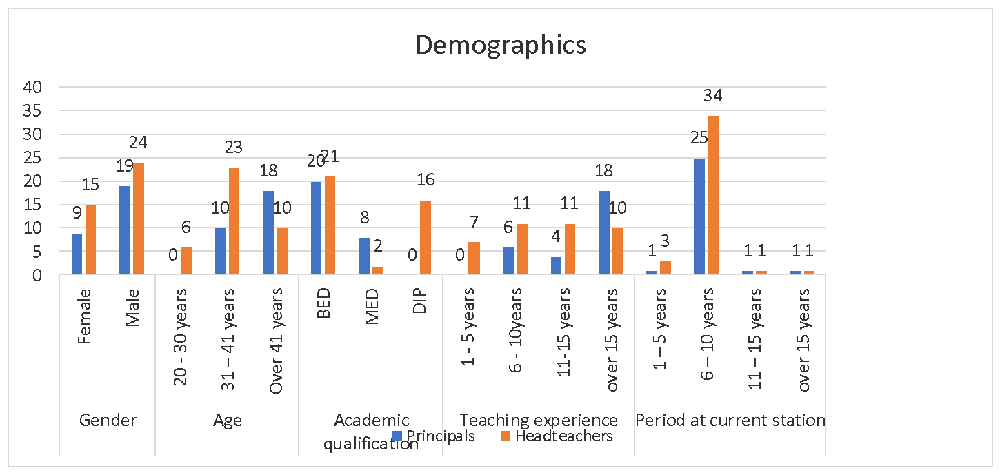 Demographics
40
35
30
25
20
15
10
5
0
9
15
19
24
0
6
10
23
18
10
20
21
8
2
0
16
0
7
6
11
4
11
18
10
1
3
25
34
1
1
1
1
Female
Male
20 - 30 years
31 – 41 years
Over 41 years
BED
MED
DIP
1 - 5 years
6 - 10years
11-15 years
over 15 years
1 – 5 years
6 – 10 years
11 – 15 years
over 15 years
Gender
Age
Academic
qualification
Teaching experience
Period at current station
Principals
Headteachers